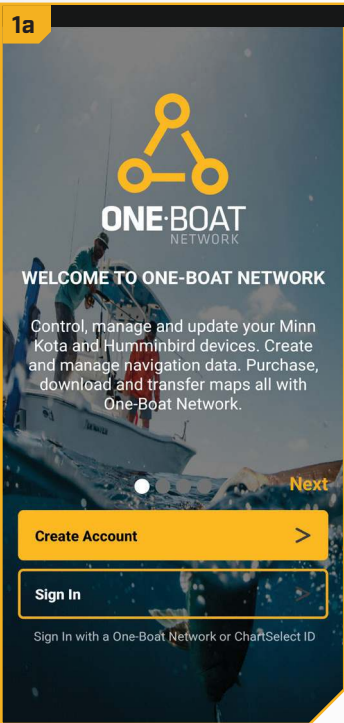 1a
ONE·BOAT
NETWORK
WELCOME TO ONE-BOAT NETWORK
Control, manage and update your Minn
Kota and Humminbird devices. Create
and manage navigation data. Purchase,
download and transfer maps all with
One-Boat Network.
Next
Create Account >
Sign In >
Sign In with a One-Boat Network or ChartSelect ID